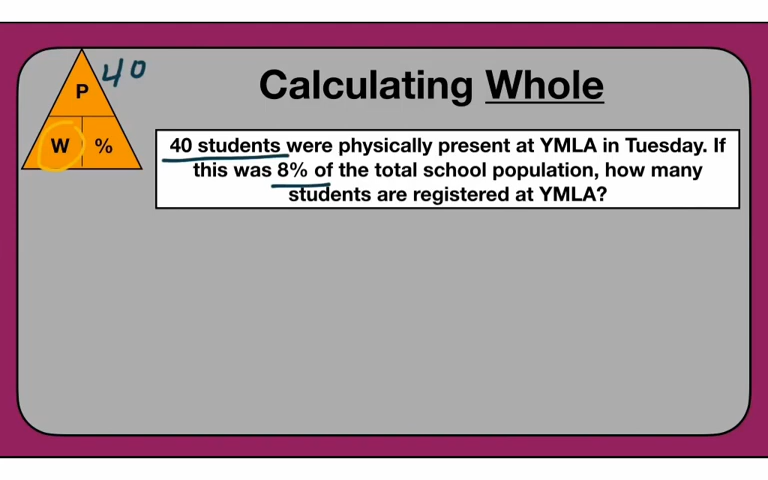 P 40
W %
Calculating Whole
40 students were physically present at YMLA in Tuesday. If
this was 8% of the total school population, how many
students are registered at YMLA?